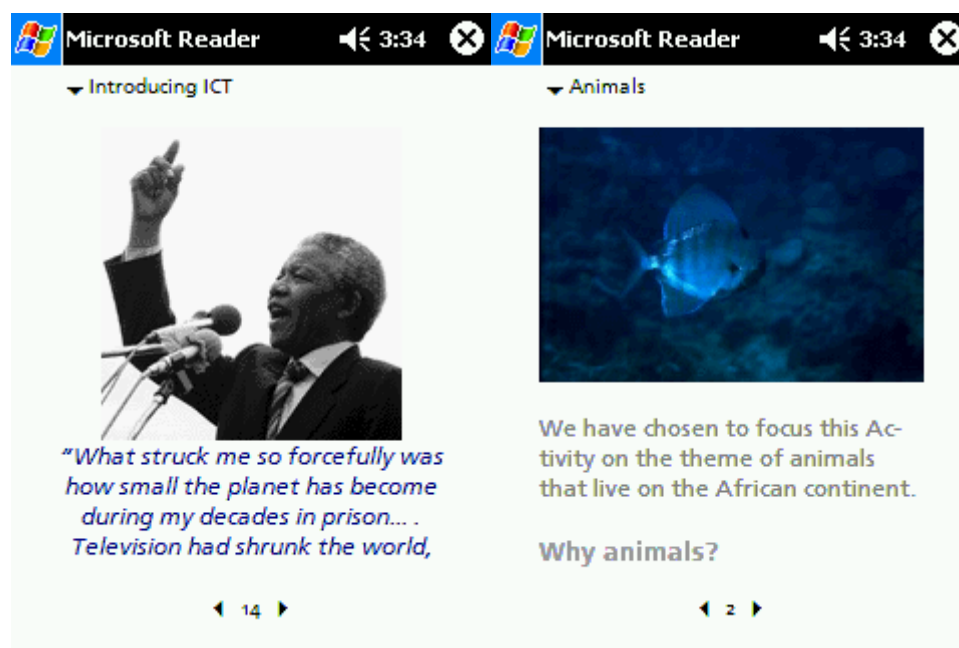 Microsoft Reader 3:34
Introducing ICT
“What struck me so forcefully was
how small the planet has become
during my decades in prison... .
Television had shrunk the world,
14
Microsoft Reader 3:34
Animals
We have chosen to focus this Ac-
tivity on the theme of animals
that live on the African continent.
Why animals?
2